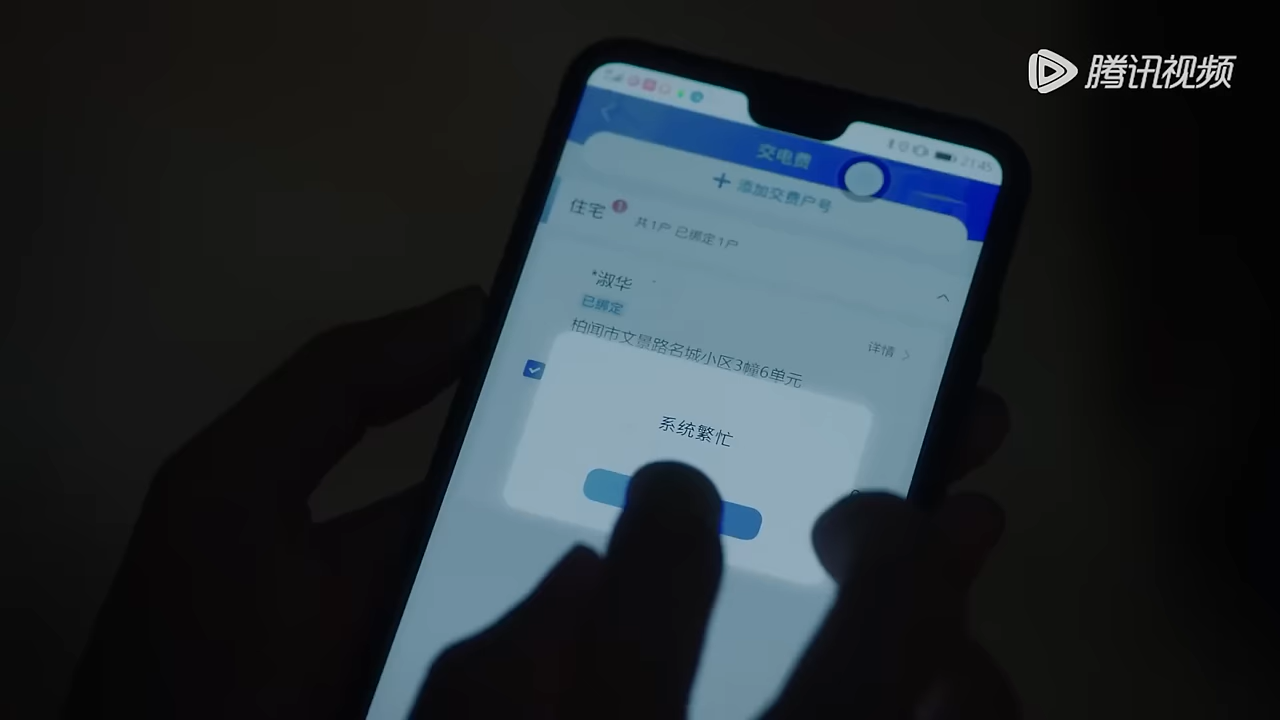 腾讯视频
21:45
交电费
添加交费户号
住宅
共1户 已绑定1户
*淑华
已绑定
柏闻市文景路名城小区3幢6单元
详情
系统繁忙